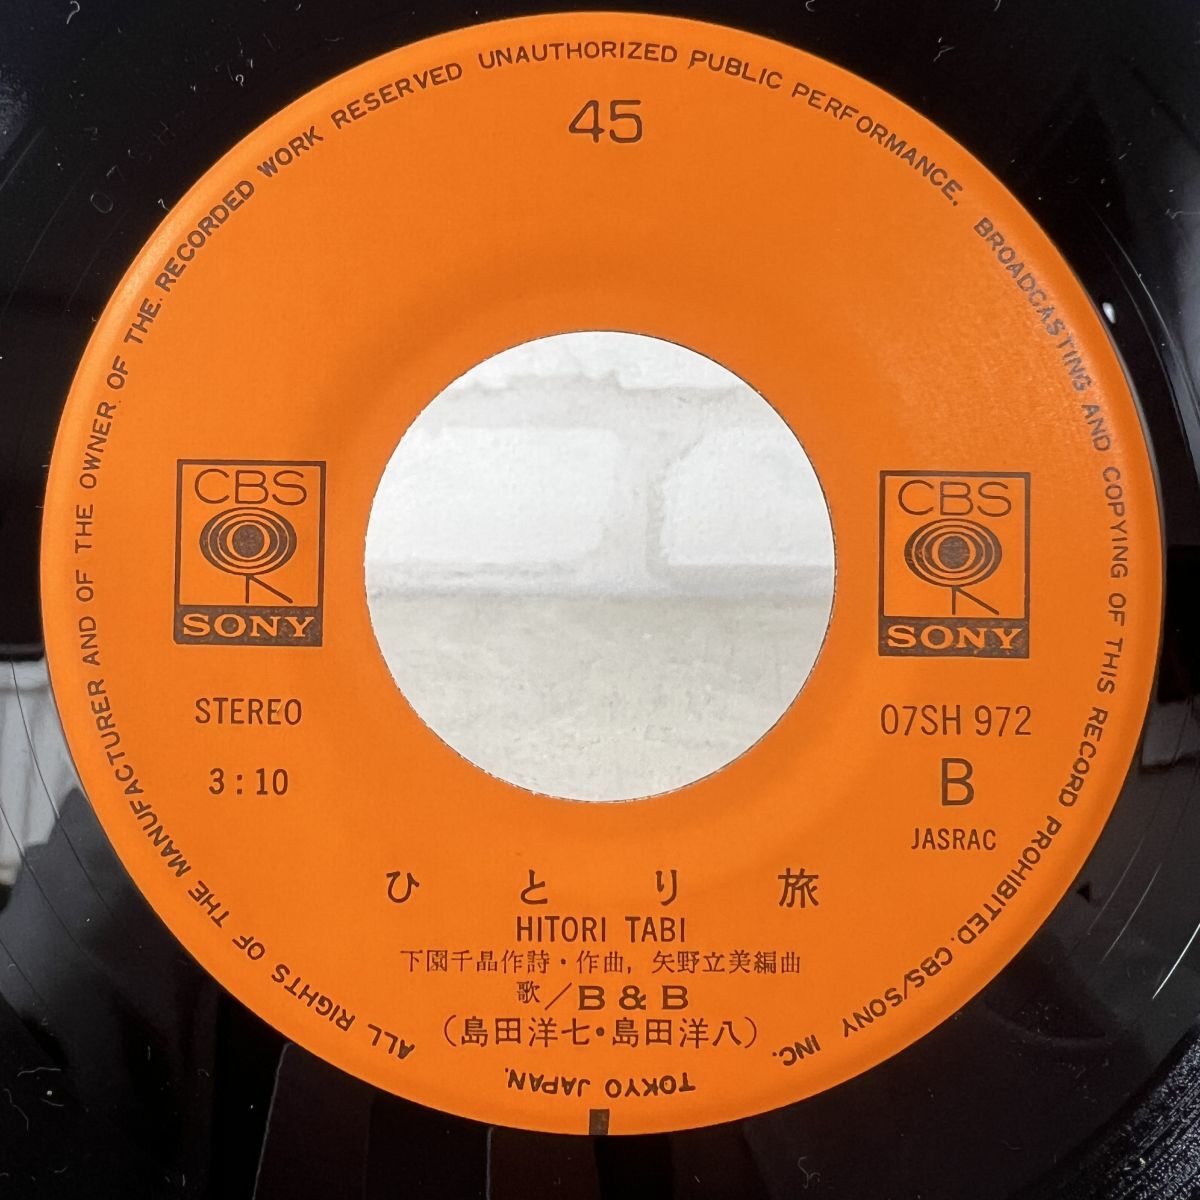 ALL RIGHTS OF THE MANUFACTURER AND OF THE OWNER OF THE RECORDED WORK RESERVED UNAUTHORIZED PUBLIC PERFORMANCE. BROADCASTING AND COPYING OF THIS RECORD PROHIBITED. CBS/SONY INC. TOKYO JAPAN.
45
CBS
SONY
CBS
SONY
STEREO
3:10
07SH 972
B
JASRAC
ひとり旅
HITORI TABI
下園千晶作詩・作曲, 矢野立美編曲
歌／B & B
(島田洋七・島田洋八)